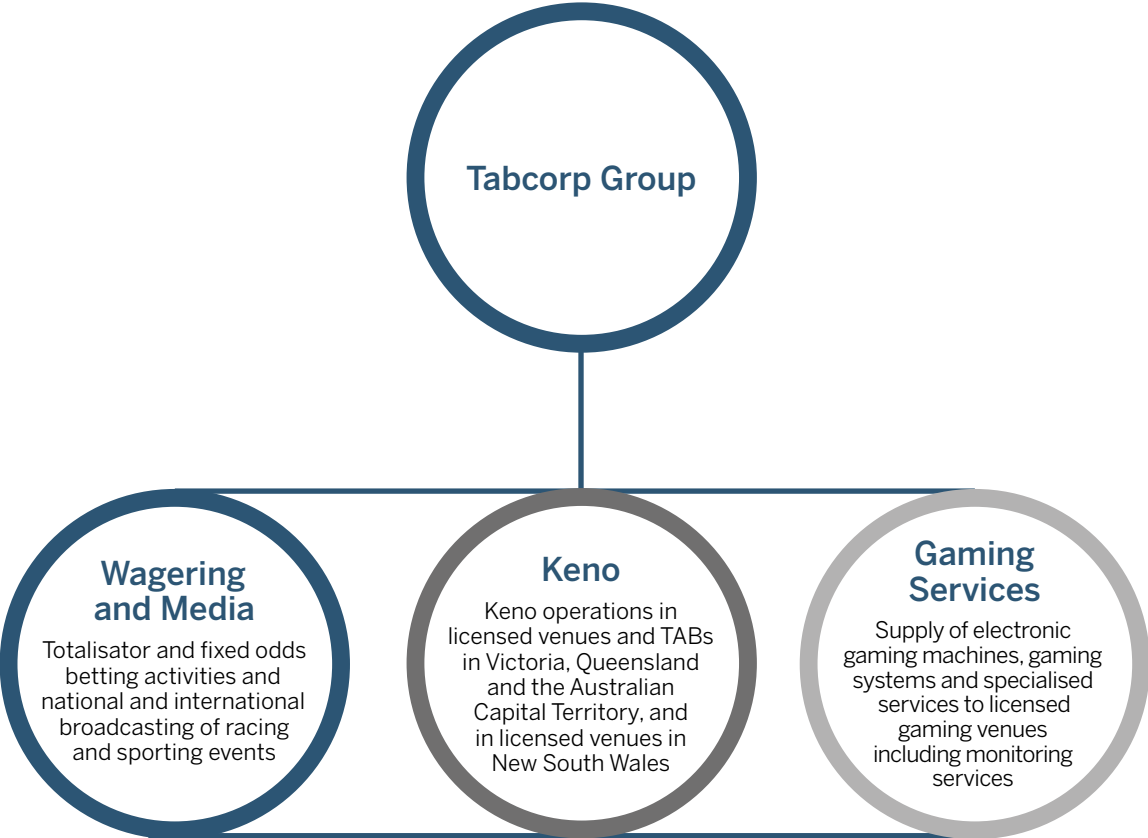 Tabcorp Group
Wagering
and Media
Totalisator and fixed odds
betting activities and
national and international
broadcasting of racing
and sporting events
Keno
Keno operations in
licensed venues and TABs
in Victoria, Queensland
and the Australian
Capital Territory, and
in licensed venues in
New South Wales
Gaming
Services
Supply of electronic
gaming machines, gaming
systems and specialised
services to licensed
gaming venues
including monitoring
services